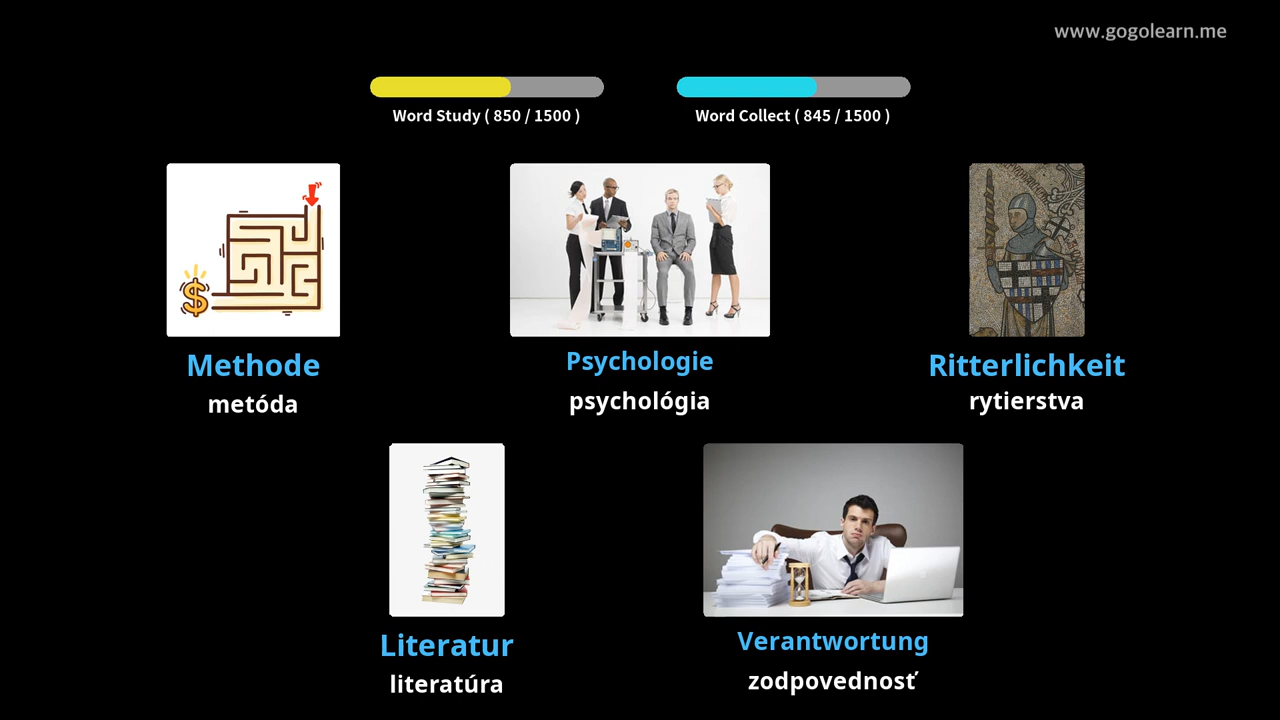 www.gogolearn.me
Word Study ( 850 / 1500 )
Word Collect ( 845 / 1500 )
Methode
metóda
Psychologie
psychológia
Ritterlichkeit
rytierstva
Literatur
literatúra
Verantwortung
zodpovednosť